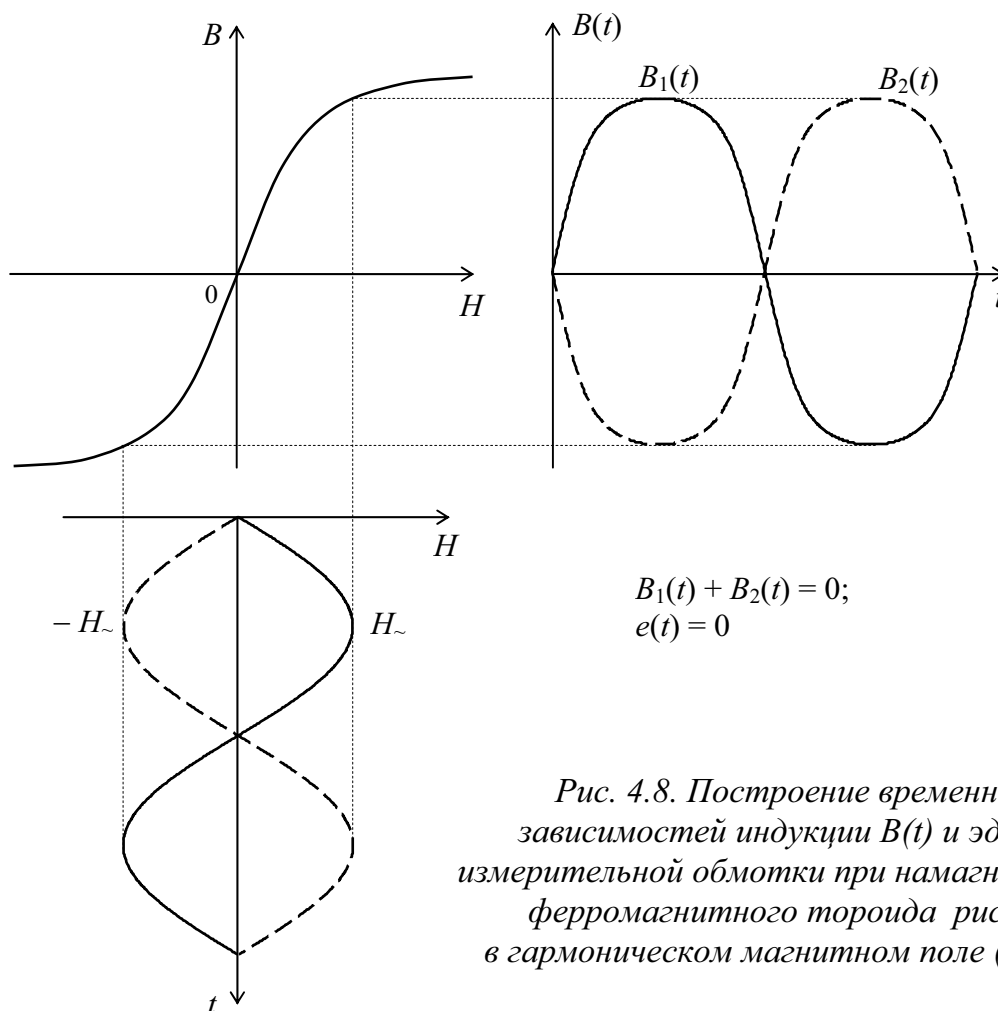 B
B(t)
B₁(t)
B₂(t)
0
H
t
H
– H~
H~
B₁(t) + B₂(t) = 0;
e(t) = 0
Рис. 4.8. Построение временн
зависимостей индукции B(t) и эд
измерительной обмотки при намагн
ферромагнитного тороида рис
в гармоническом магнитном поле (
t